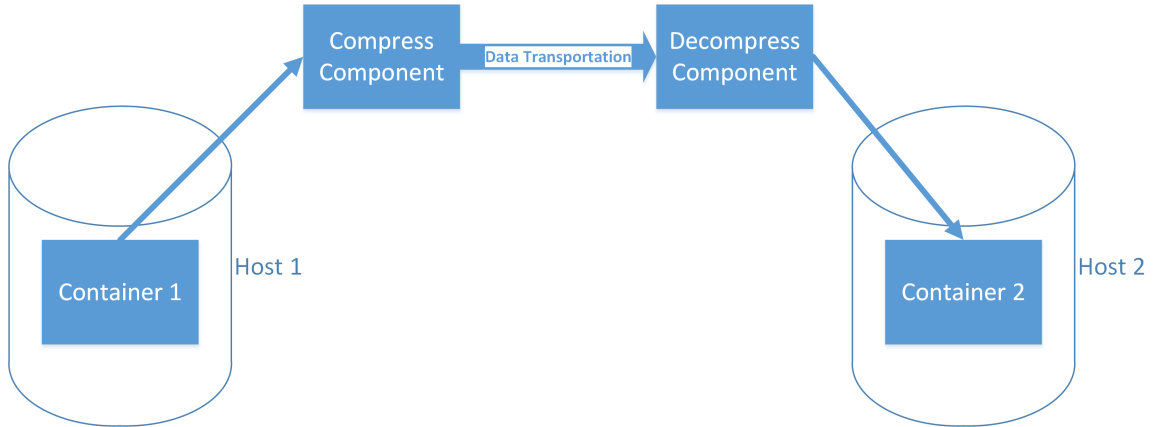 Compress
Component
Data Transportation
Decompress
Component
Host 1
Container 1
Host 2
Container 2